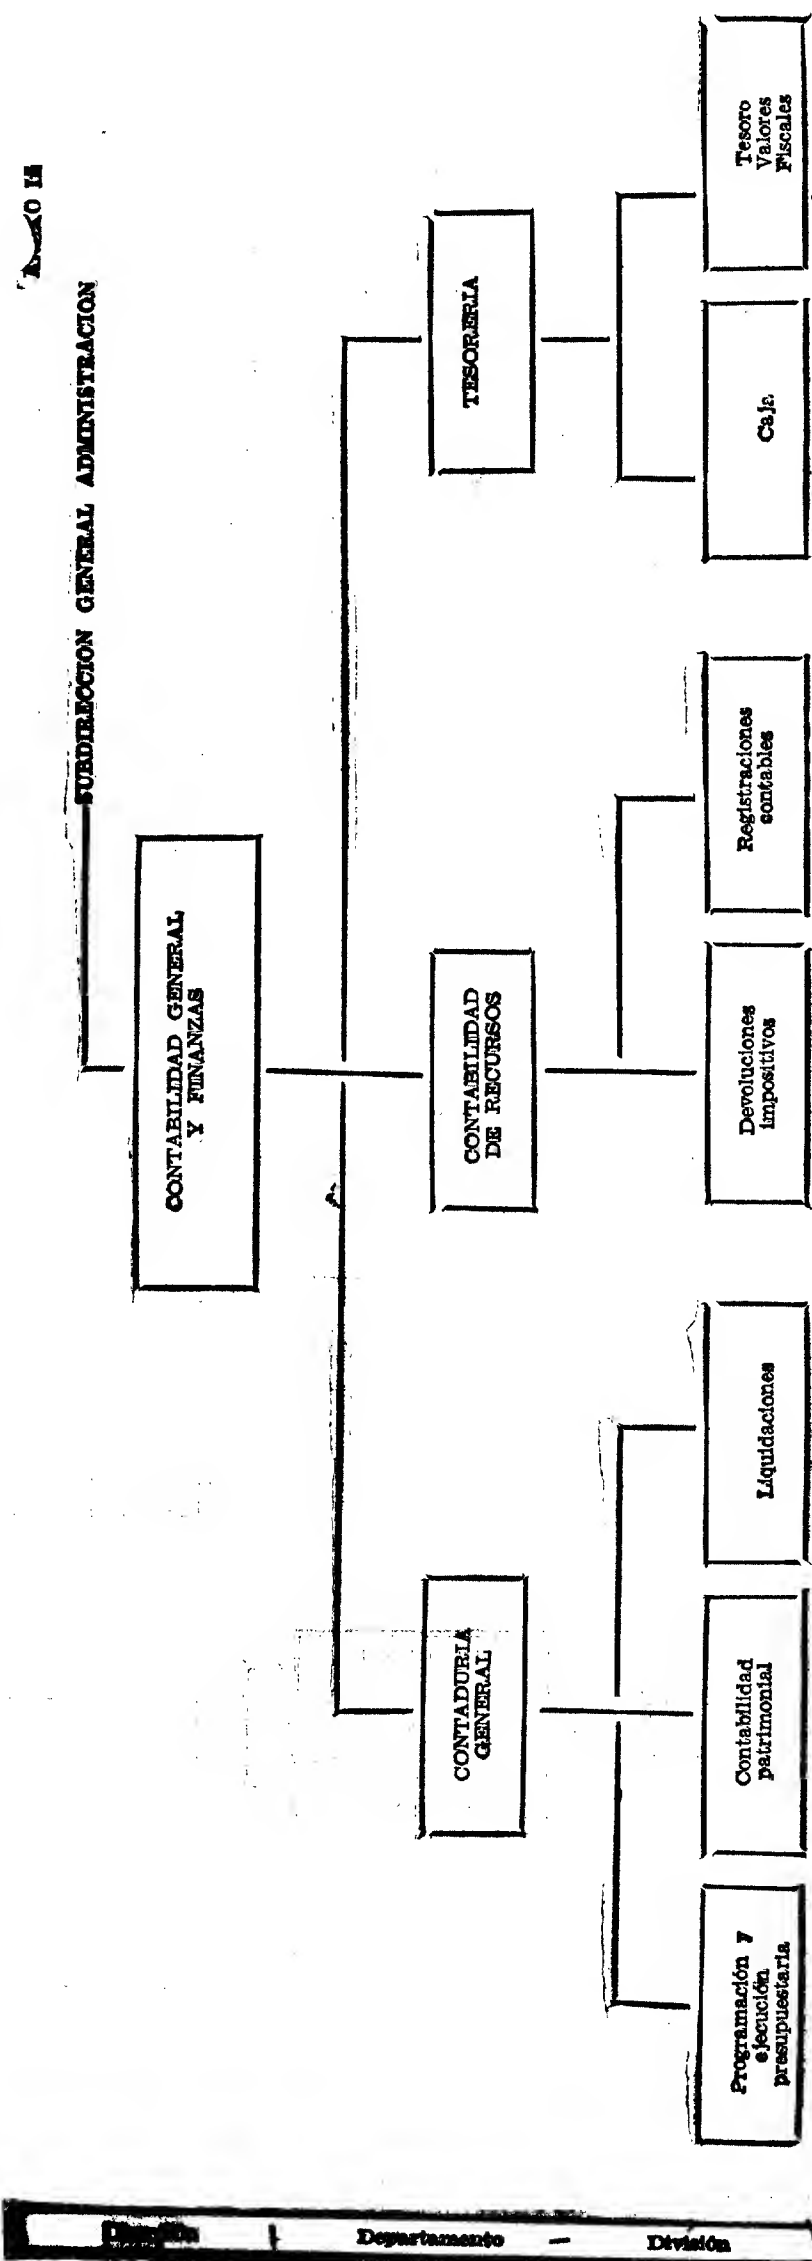 SUBDIRECCION GENERAL ADMINISTRACION
CONTABILIDAD GENERAL
Y FINANZAS
CONTADURIA
GENERAL
CONTABILIDAD
DE RECURSOS
TESORERIA
Programación y
ejecución
presupuestaria
Contabilidad
patrimonial
Liquidaciones
Devoluciones
impositivos
Registraciones
contables
Caja
Tesoro
Valores
Fiscales
Dirección
Departamento
División